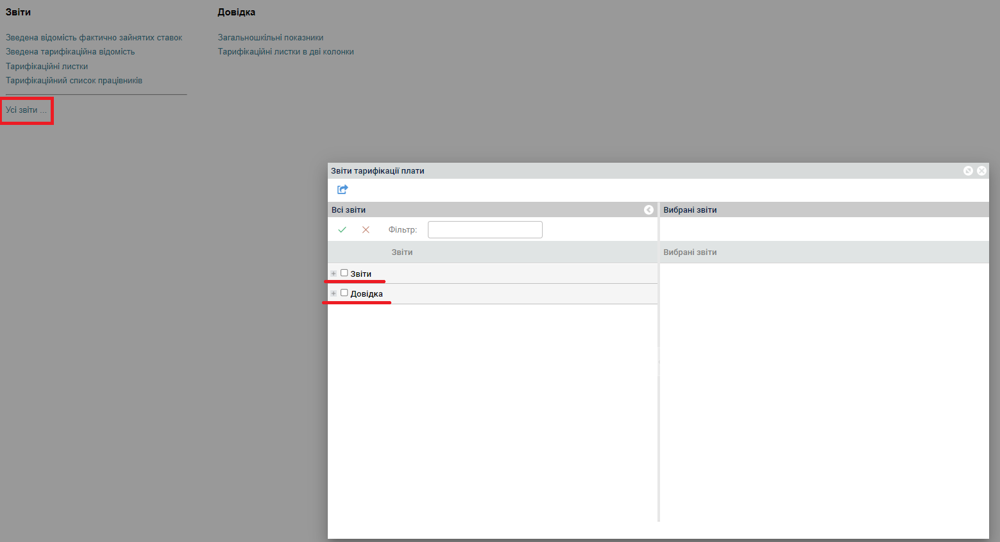 Звіти
Довідка
Зведена відомість фактично зайнятих ставок
Зведена тарифікаційна відомість
Тарифікаційні листки
Тарифікаційний список працівників
Усі звіти ...
Загальношкільні показники
Тарифікаційні листки в дві колонки
Звіти тарифікації плати
Всі звіти
Вибрані звіти
Фільтр:
Звіти
Вибрані звіти
Звіти
Довідка